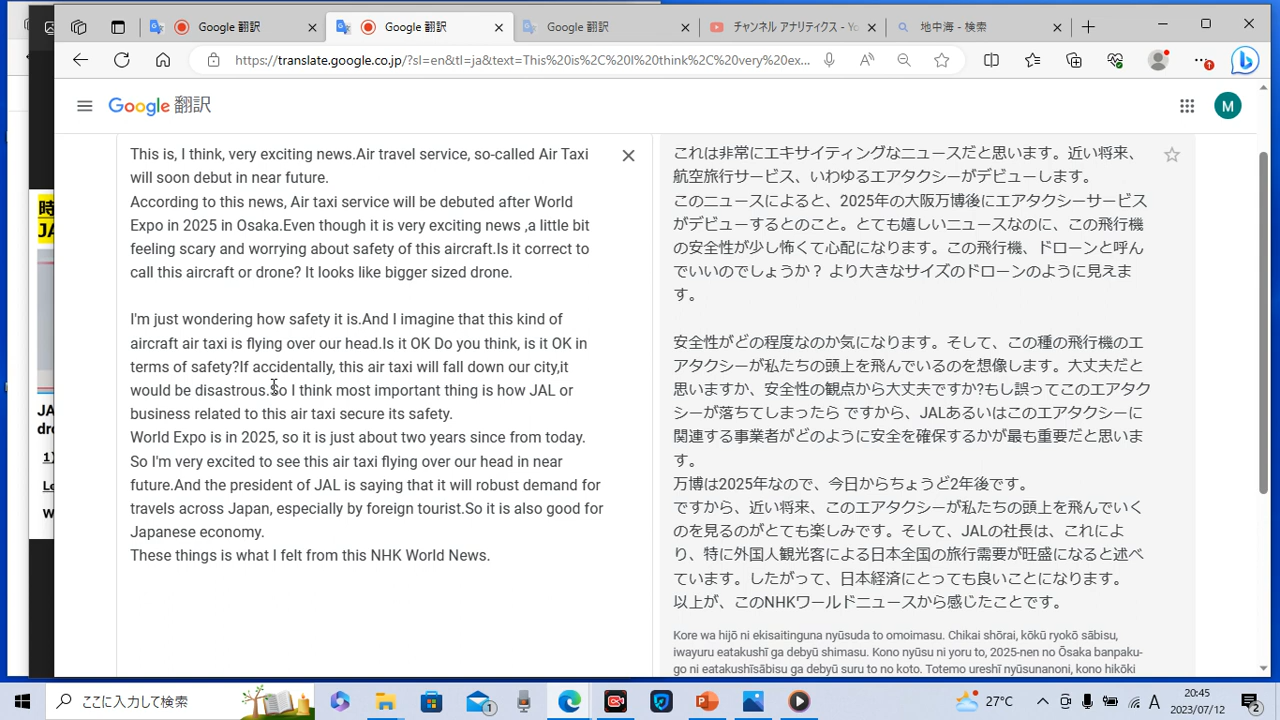 Google 翻訳
Google 翻訳
Google 翻訳
チャンネル アナリティクス - Yo
地中海 - 検索
https://translate.google.co.jp/?sl=en&tl=ja&text=This%20is%2C%20I%20think%2C%20very%20ex...
Google 翻訳
M
This is, I think, very exciting news.Air travel service, so-called Air Taxi
will soon debut in near future.
According to this news, Air taxi service will be debuted after World
Expo in 2025 in Osaka.Even though it is very exciting news ,a little bit
feeling scary and worrying about safety of this aircraft.Is it correct to
call this aircraft or drone? It looks like bigger sized drone.
I'm just wondering how safety it is.And I imagine that this kind of
aircraft air taxi is flying over our head.Is it OK Do you think, is it OK in
terms of safety?If accidentally, this air taxi will fall down our city,it
would be disastrous.So I think most important thing is how JAL or
business related to this air taxi secure its safety.
World Expo is in 2025, so it is just about two years since from today.
So I'm very excited to see this air taxi flying over our head in near
future.And the president of JAL is saying that it will robust demand for
travels across Japan, especially by foreign tourist.So it is also good for
Japanese economy.
These things is what I felt from this NHK World News.
これは非常にエキサイティングなニュースだと思います。近い将来、
航空旅行サービス、いわゆるエアタクシーがデビューします。
このニュースによると、2025年の大阪万博後にエアタクシーサービス
がデビューするとのこと。とても嬉しいニュースなのに、この飛行機
の安全性が少し怖くて心配になります。この飛行機、ドローンと呼ん
でいいのでしょうか？ より大きなサイズのドローンのように見えま
す。
安全性がどの程度なのか気になります。そして、この種の飛行機のエ
アタクシーが私たちの頭上を飛んでいるのを想像します。大丈夫だと
思いますか、安全性の観点から大丈夫ですか?もし誤ってこのエアタク
シーが落ちてしまったら ですから、JALあるいはこのエアタクシーに
関連する事業者がどのように安全を確保するかが最も重要だと思いま
す。
万博は2025年なので、今日からちょうど2年後です。
ですから、近い将来、このエアタクシーが私たちの頭上を飛んでいく
のを見るのがとても楽しみです。そして、JALの社長は、これによ
り、特に外国人観光客による日本全国の旅行需要が旺盛になると述べ
ています。したがって、日本経済にとっても良いことになります。
以上が、このNHKワールドニュースから感じたことです。
Kore wa hijō ni ekisaitinguna nyūsuda to omoimasu. Chikai shōrai, kōkū ryokō sābisu,
iwayuru eatakushī ga debyū shimasu. Kono nyūsu ni yoru to, 2025-nen no Ōsaka banpaku-
go ni eatakushīsābisu ga debyū suru to no koto. Totemo ureshī nyūsunanoni, kono hikōki
時
JA
JA
dro
1)
Le
W
ここに入力して検索
1
27°C
A
20:45
2023/07/12
2